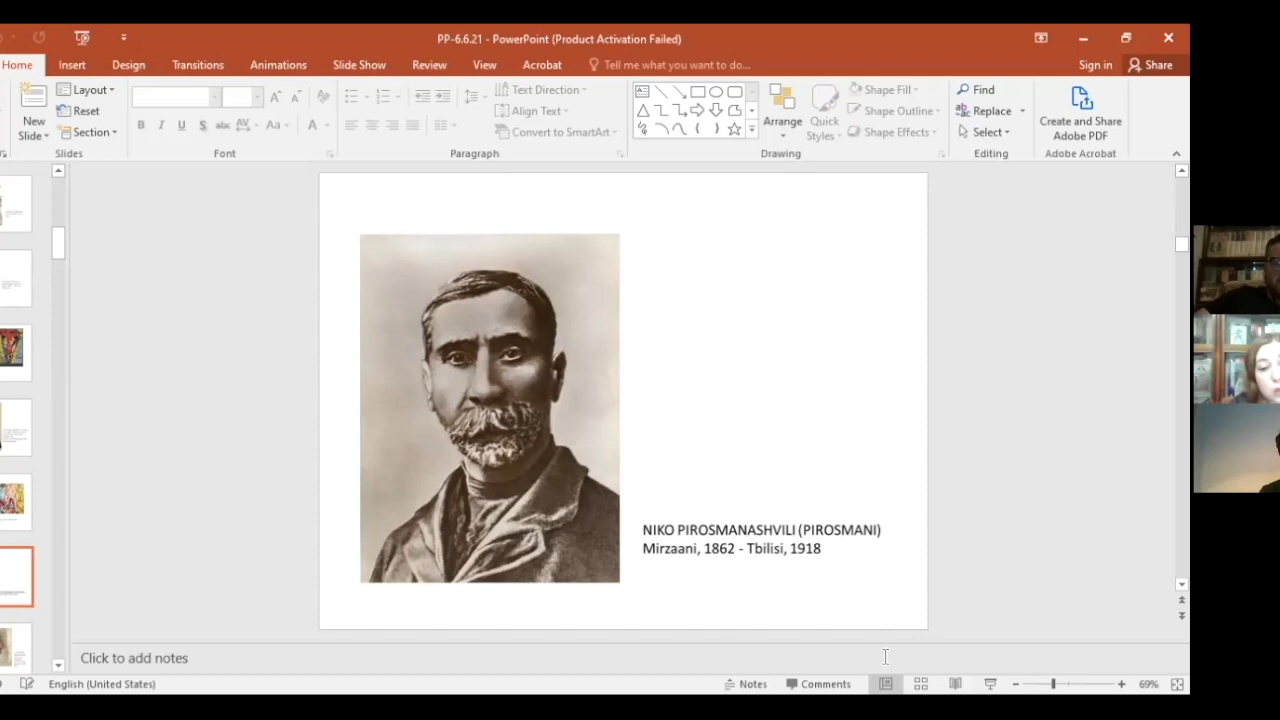 PP-6.6.21 - PowerPoint (Product Activation Failed)
Home Insert Design Transitions Animations Slide Show Review View Acrobat Tell me what you want to do... Sign in Share
New Slide
Layout
Reset
Section
Slides
B I U S abc AV Aa A
Font
Text Direction
Align Text
Convert to SmartArt
Paragraph
Arrange
Quick Styles
Shape Fill
Shape Outline
Shape Effects
Drawing
Find
Replace
Select
Editing
Create and Share Adobe PDF
Adobe Acrobat
NIKO PIROSMANASHVILI (PIROSMANI)
Mirzaani, 1862 - Tbilisi, 1918
Click to add notes
English (United States) Notes Comments 69%